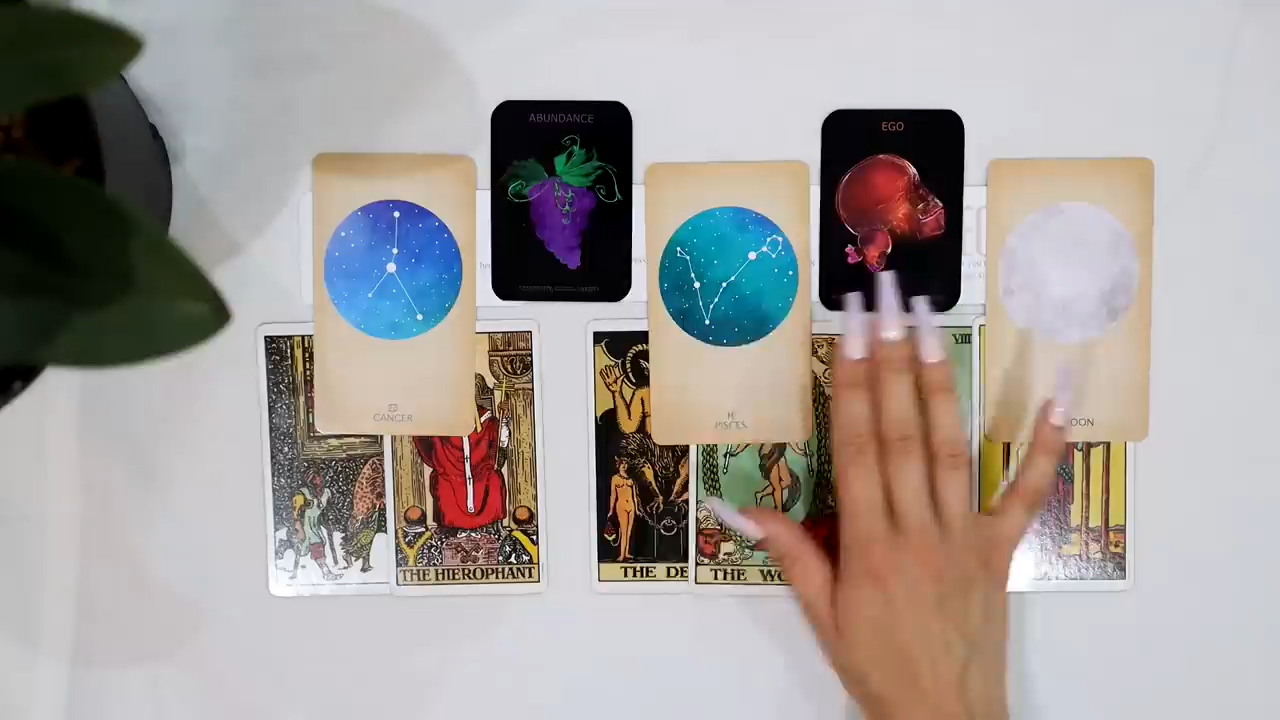 ABUNDANCE
EGO
CANCER
PISCES
OON
VIII
THE HIEROPHANT
THE DE
THE WO